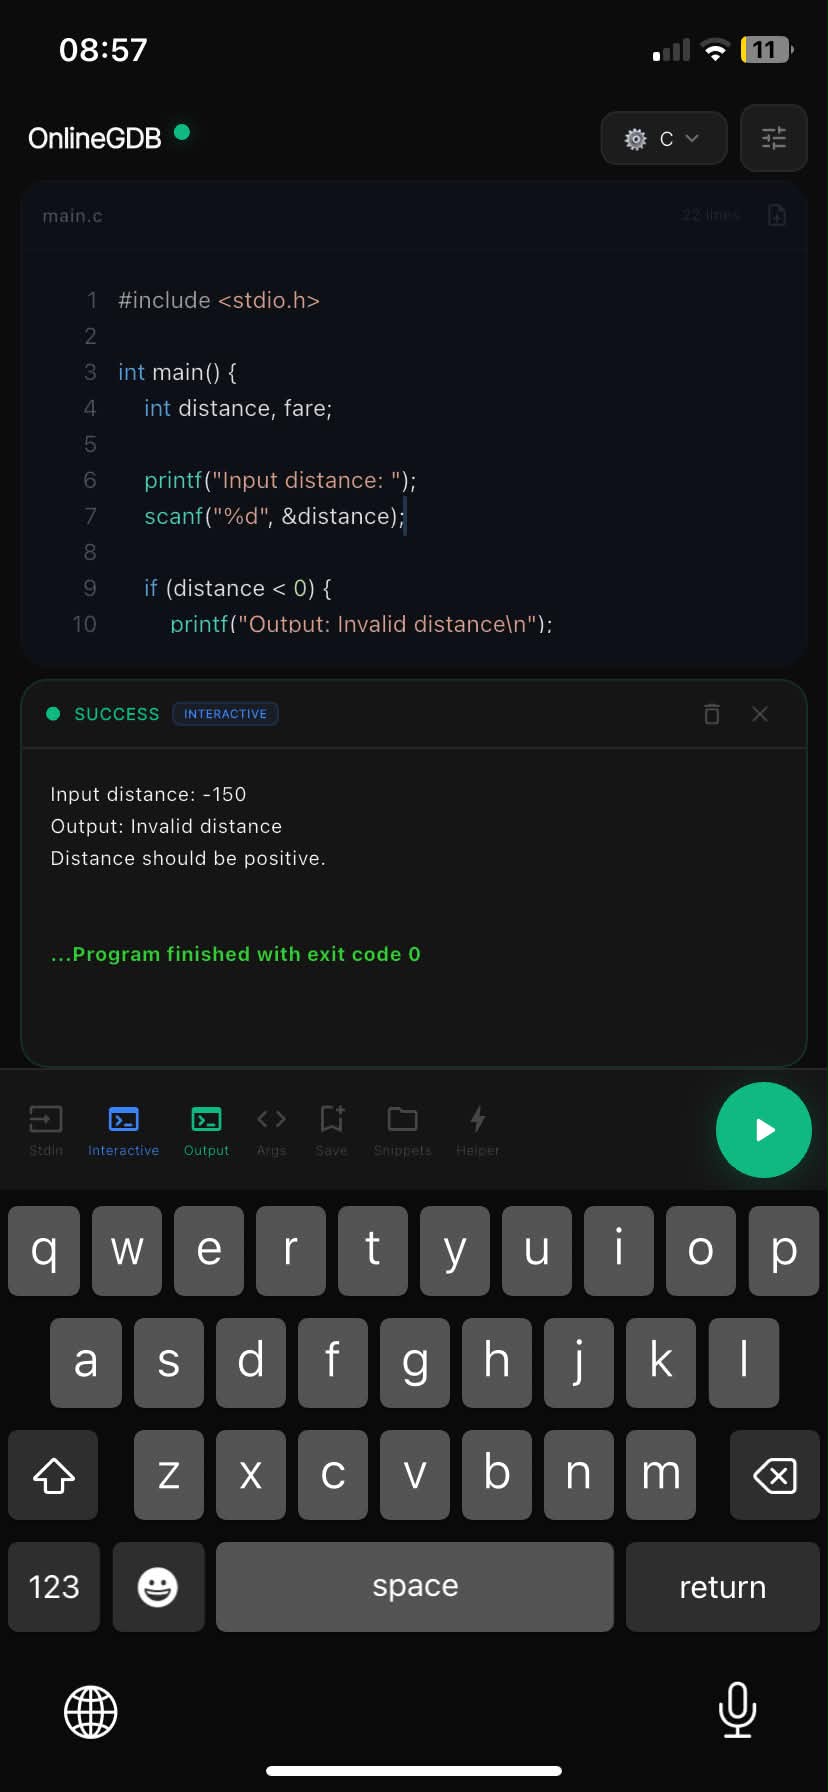 08:57
11
OnlineGDB
C
main.c
22 lines
1 #include <stdio.h>
2
3 int main() {
4 int distance, fare;
5
6 printf("Input distance: ");
7 scanf("%d", &distance);
8
9 if (distance < 0) {
10 printf("Output: Invalid distance\n");
SUCCESS INTERACTIVE
Input distance: -150
Output: Invalid distance
Distance should be positive.
...Program finished with exit code 0
Stdin Interactive Output Args Save Snippets Helper
q w e r t y u i o p
a s d f g h j k l
z x c v b n m
123 space return